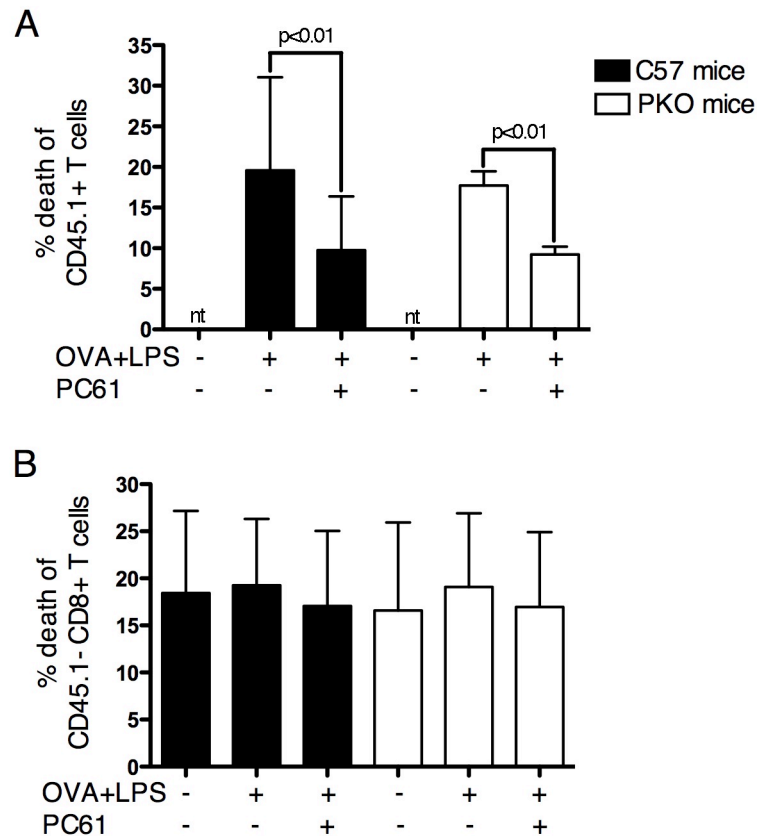 A
p<0.01
C57 mice
PKO mice
p<0.01
% death of
CD45.1+ T cells
35
30
25
20
15
10
5
0
nt
nt
OVA+LPS - + + - + +
PC61 - - + - - +
B
% death of
CD45.1- CD8+ T cells
30
25
20
15
10
5
0
OVA+LPS - + + - + +
PC61 - - + - - +